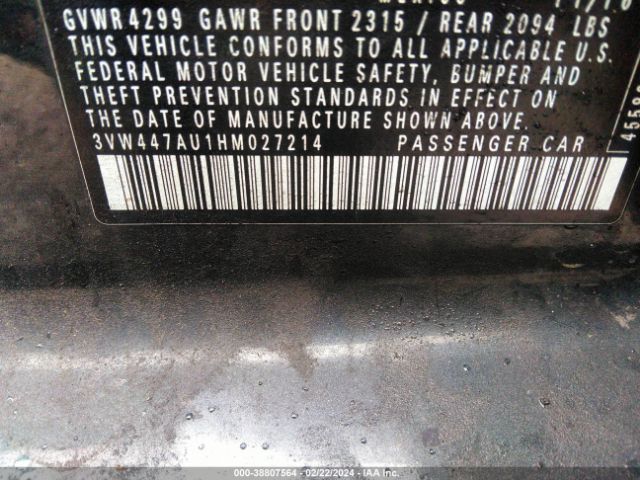 GVWR 4299 GAWR FRONT 2315 / REAR 2094 LBS
THIS VEHICLE CONFORMS TO ALL APPLICABLE U.S.
FEDERAL MOTOR VEHICLE SAFETY, BUMPER AND
THEFT PREVENTION STANDARDS IN EFFECT ON
THE DATE OF MANUFACTURE SHOWN ABOVE.
3VW447AU1HM027214 PASSENGER CAR
000-38807564 - 02/22/2024 - IAAI.COM